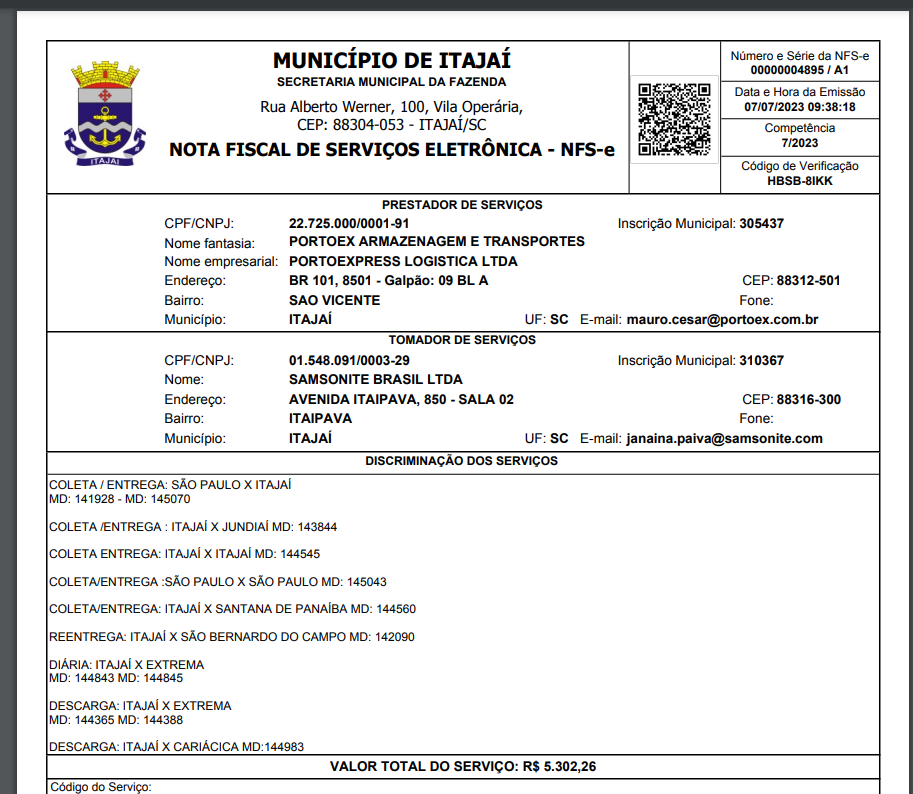 MUNICÍPIO DE ITAJAÍ
SECRETARIA MUNICIPAL DA FAZENDA
Rua Alberto Werner, 100, Vila Operária,
CEP: 88304-053 - ITAJAÍ/SC
NOTA FISCAL DE SERVIÇOS ELETRÔNICA - NFS-e
ITAJAÍ
Número e Série da NFS-e
00000004895 / A1
Data e Hora da Emissão
07/07/2023 09:38:18
Competência
7/2023
Código de Verificação
HBSB-8IKK
PRESTADOR DE SERVIÇOS
CPF/CNPJ: 22.725.000/0001-91 Inscrição Municipal: 305437
Nome fantasia: PORTOEX ARMAZENAGEM E TRANSPORTES
Nome empresarial: PORTOEXPRESS LOGISTICA LTDA
Endereço: BR 101, 8501 - Galpão: 09 BL A CEP: 88312-501
Bairro: SAO VICENTE Fone:
Município: ITAJAÍ UF: SC E-mail: mauro.cesar@portoex.com.br
TOMADOR DE SERVIÇOS
CPF/CNPJ: 01.548.091/0003-29 Inscrição Municipal: 310367
Nome: SAMSONITE BRASIL LTDA
Endereço: AVENIDA ITAIPAVA, 850 - SALA 02 CEP: 88316-300
Bairro: ITAIPAVA Fone:
Município: ITAJAÍ UF: SC E-mail: janaina.paiva@samsonite.com
DISCRIMINAÇÃO DOS SERVIÇOS
COLETA / ENTREGA: SÃO PAULO X ITAJAÍ
MD: 141928 - MD: 145070
COLETA /ENTREGA : ITAJAÍ X JUNDIAÍ MD: 143844
COLETA ENTREGA: ITAJAÍ X ITAJAÍ MD: 144545
COLETA/ENTREGA :SÃO PAULO X SÃO PAULO MD: 145043
COLETA/ENTREGA: ITAJAÍ X SANTANA DE PANAÍBA MD: 144560
REENTREGA: ITAJAÍ X SÃO BERNARDO DO CAMPO MD: 142090
DIÁRIA: ITAJAÍ X EXTREMA
MD: 144843 MD: 144845
DESCARGA: ITAJAÍ X EXTREMA
MD: 144365 MD: 144388
DESCARGA: ITAJAÍ X CARIÁCICA MD:144983
VALOR TOTAL DO SERVIÇO: R$ 5.302,26
Código do Serviço: